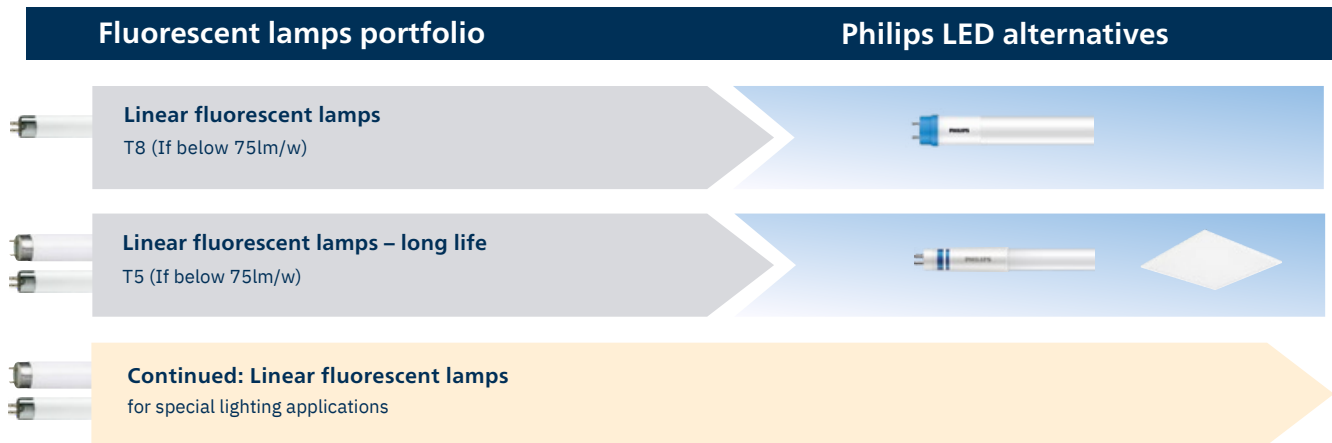 Fluorescent lamps portfolio
Philips LED alternatives
Linear fluorescent lamps
T8 (If below 75lm/w)
PHILIPS
Linear fluorescent lamps – long life
T5 (If below 75lm/w)
PHILIPS
Continued: Linear fluorescent lamps
for special lighting applications